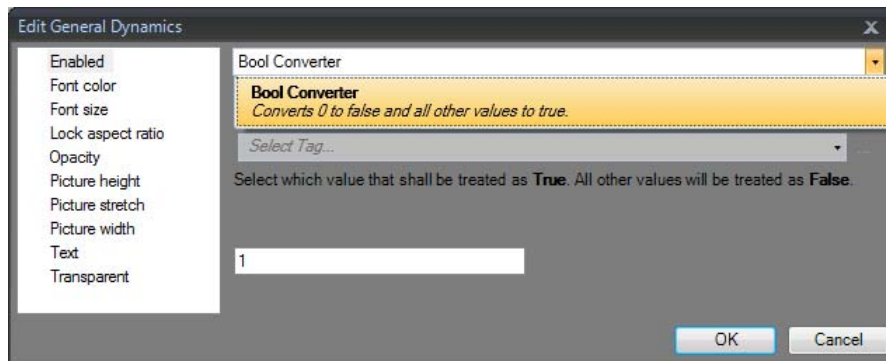 Edit General Dynamics
X
Enabled
Font color
Font size
Lock aspect ratio
Opacity
Picture height
Picture stretch
Picture width
Text
Transparent
Bool Converter
Bool Converter
Converts 0 to false and all other values to true.
Select Tag...
...
Select which value that shall be treated as True. All other values will be treated as False.
1
OK
Cancel